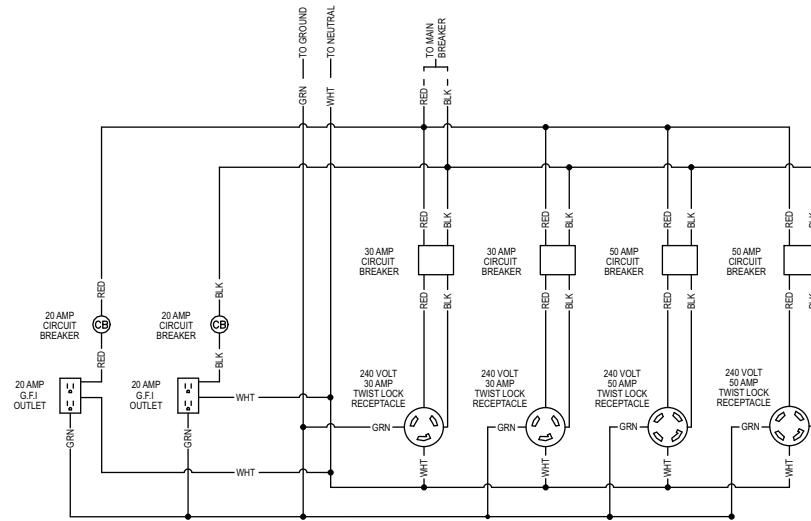 TO GROUND
TO NEUTRAL
TO MAIN
BREAKER
GRN
WHT
RED
BLK
RED
BLK
RED
BLK
RED
BLK
RED
BLK
30 AMP
CIRCUIT
BREAKER
30 AMP
CIRCUIT
BREAKER
50 AMP
CIRCUIT
BREAKER
50 AMP
CIRCUIT
BREAKER
RED
BLK
RED
BLK
RED
BLK
RED
BLK
RED
BLK
20 AMP
CIRCUIT
BREAKER
CB
20 AMP
CIRCUIT
BREAKER
CB
RED
BLK
20 AMP
G.F.I
OUTLET
20 AMP
G.F.I
OUTLET
WHT
240 VOLT
30 AMP
TWIST LOCK
RECEPTACLE
240 VOLT
30 AMP
TWIST LOCK
RECEPTACLE
240 VOLT
50 AMP
TWIST LOCK
RECEPTACLE
240 VOLT
50 AMP
TWIST LOCK
RECEPTACLE
GRN
GRN
GRN
GRN
GRN
GRN
WHT
WHT
WHT
WHT
WHT